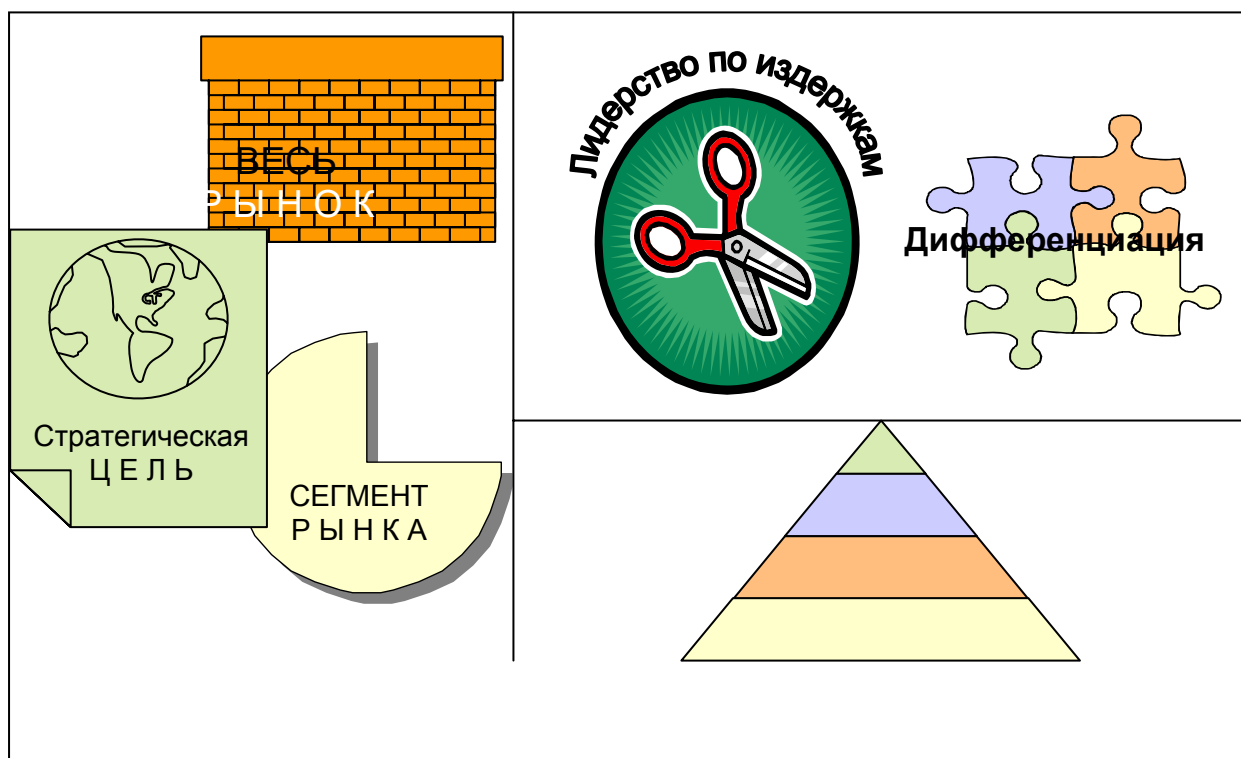 ВЕСЬ
Р Ы Н О К
Стратегическая
Ц Е Л Ь
СЕГМЕНТ
Р Ы Н К А
Лидерство по издержкам
Дифференциация